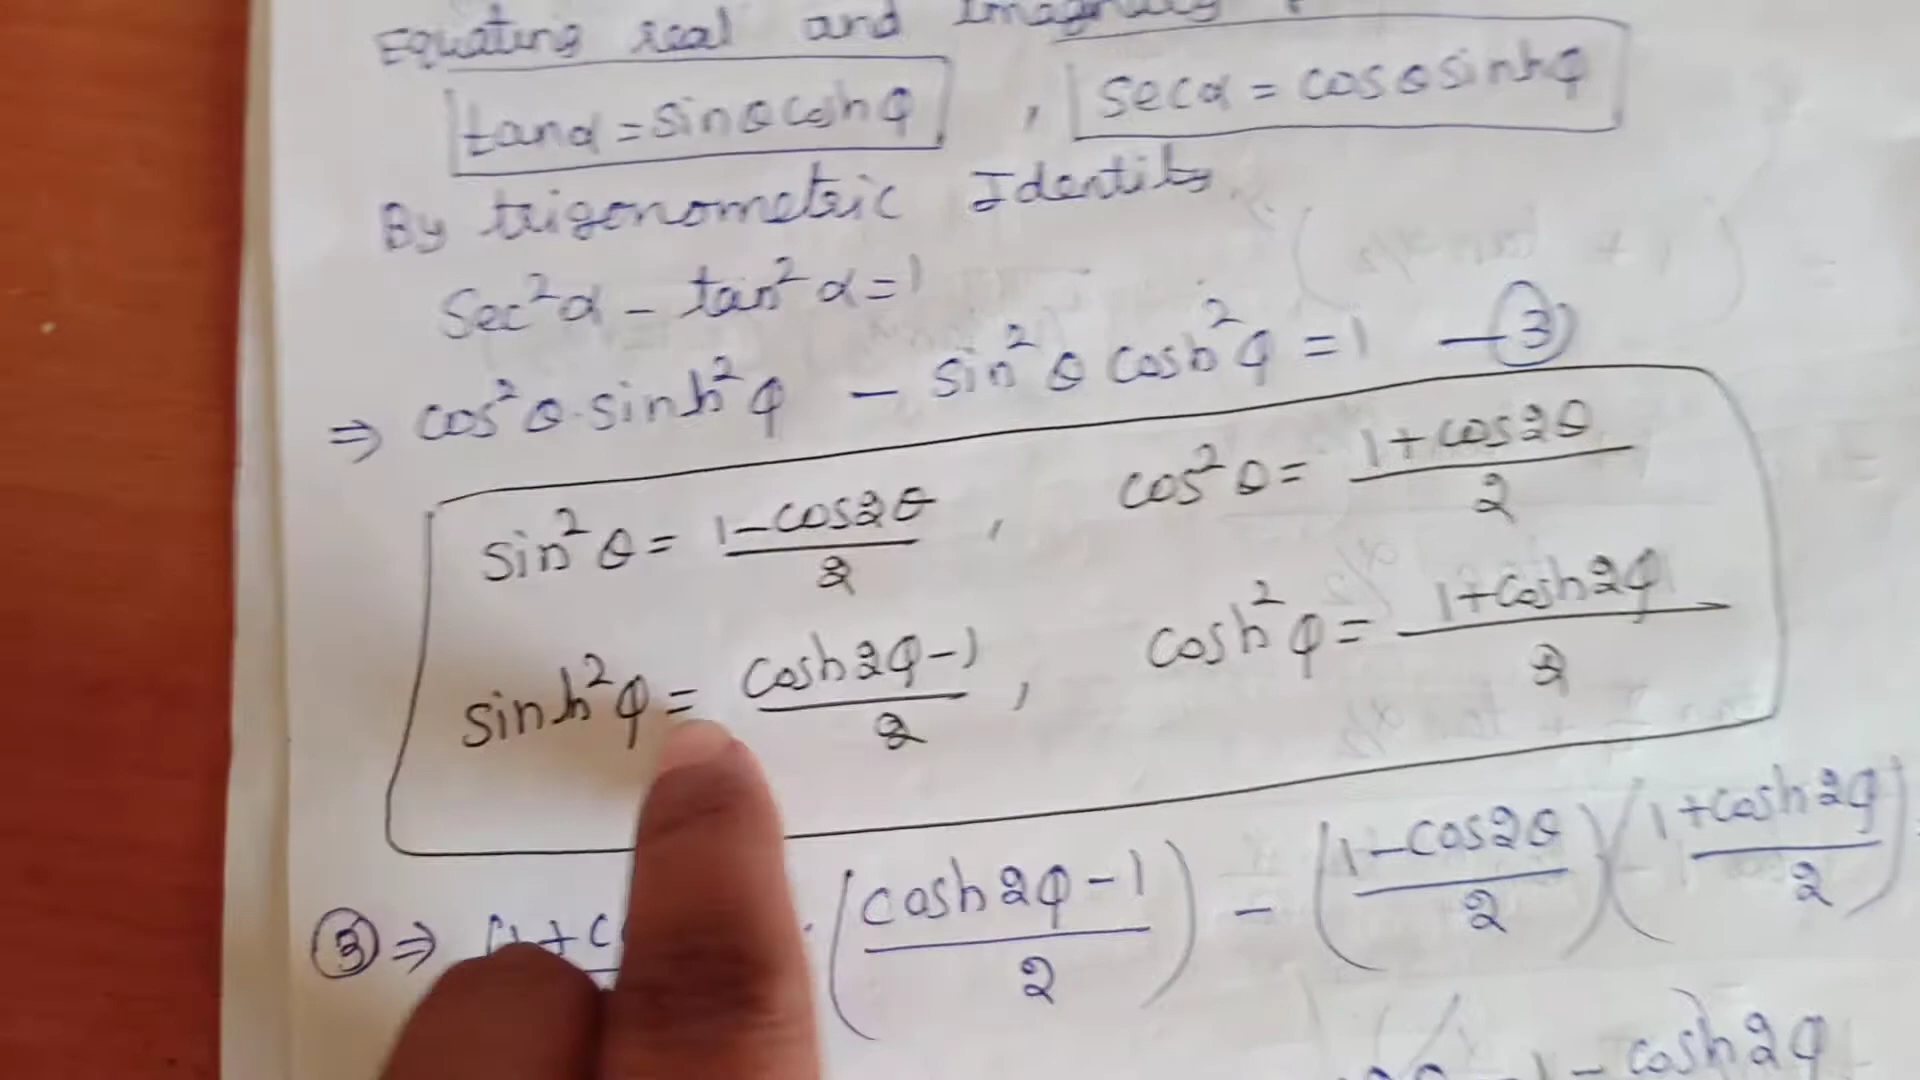 Equating real and Imaginary
tanα = sinθcoshφ , secα = cosθsinhφ
By trigonometric Identity
Sec²α - tan²α = 1
⇒ cos²θ.sinh²φ - sin²θ cosh²φ = 1 — ③
sin²θ = (1-cos2θ)/2 , cos²θ = (1+cos2θ)/2
sinh²φ = (cosh2φ-1)/2 , cosh²φ = (1+cosh2φ)/2
③ ⇒ (1+c . ((cosh2φ-1)/2) - ((1-cos2θ)/2)((1+cosh2φ)/2)
- cosh2φ